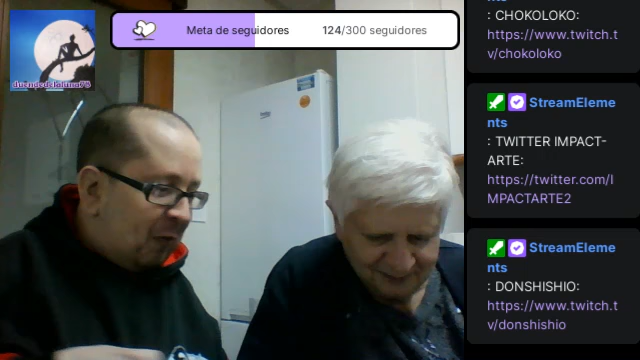 Meta de seguidores 124/300 seguidores
: CHOKOLOKO:
https://www.twitch.t
v/chokoloko
StreamEleme
nts
: TWITTER IMPACT-
ARTE:
https://twitter.com/I
MPACTARTE2
StreamEleme
nts
: DONSHISHIO:
https://www.twitch.t
v/donshishio
beko